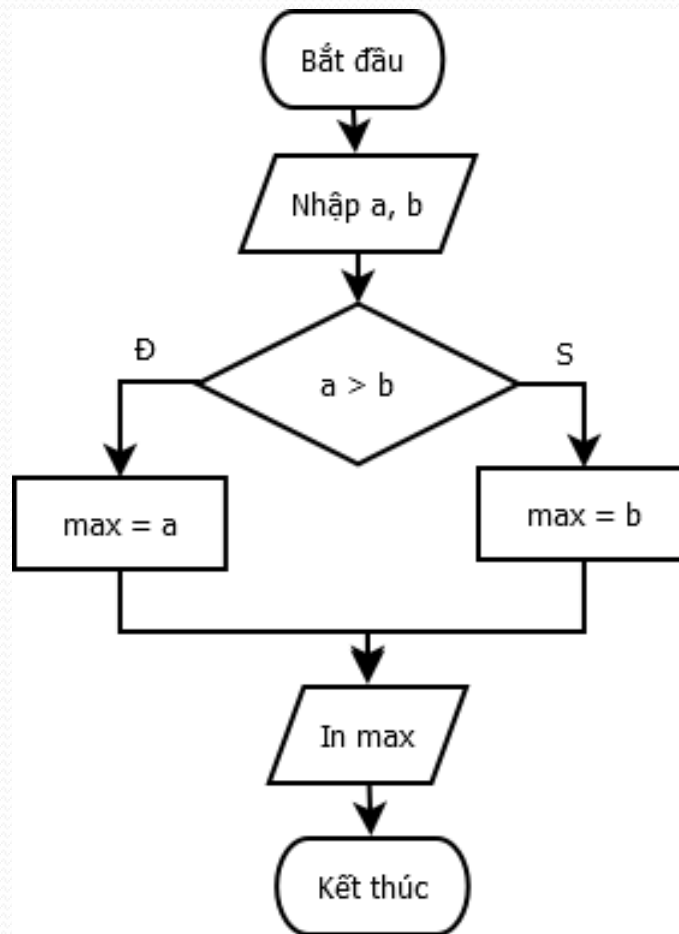 Bắt đầu
Nhập a, b
a > b
Đ
S
max = a
max = b
In max
Kết thúc